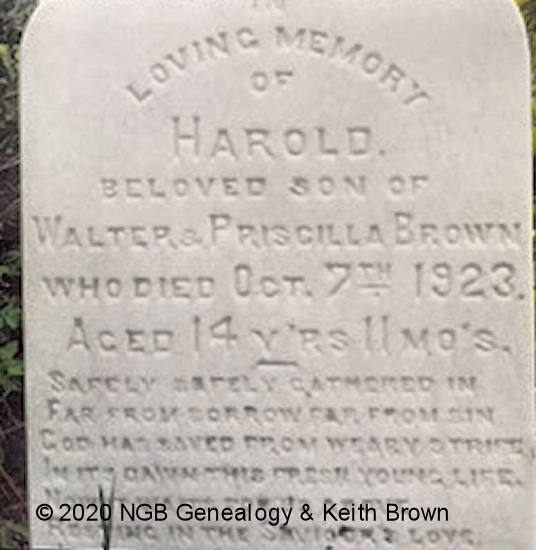 IN
LOVING MEMORY
OF
HAROLD.
BELOVED SON OF
WALTER & PRISCILLA BROWN
WHO DIED OCT. 7TH 1923.
AGED 14 Y'RS 11 MO'S.
SAFELY SAFELY GATHERED IN
FAR FROM SORROW FAR FROM SIN
GOD HAS SAVED FROM WEARY STRIFE
IN ITS DAWN THIS FRESH YOUNG LIFE.
© 2020 NGB Genealogy & Keith Brown
IN THE SAVIOUR'S LOVE.